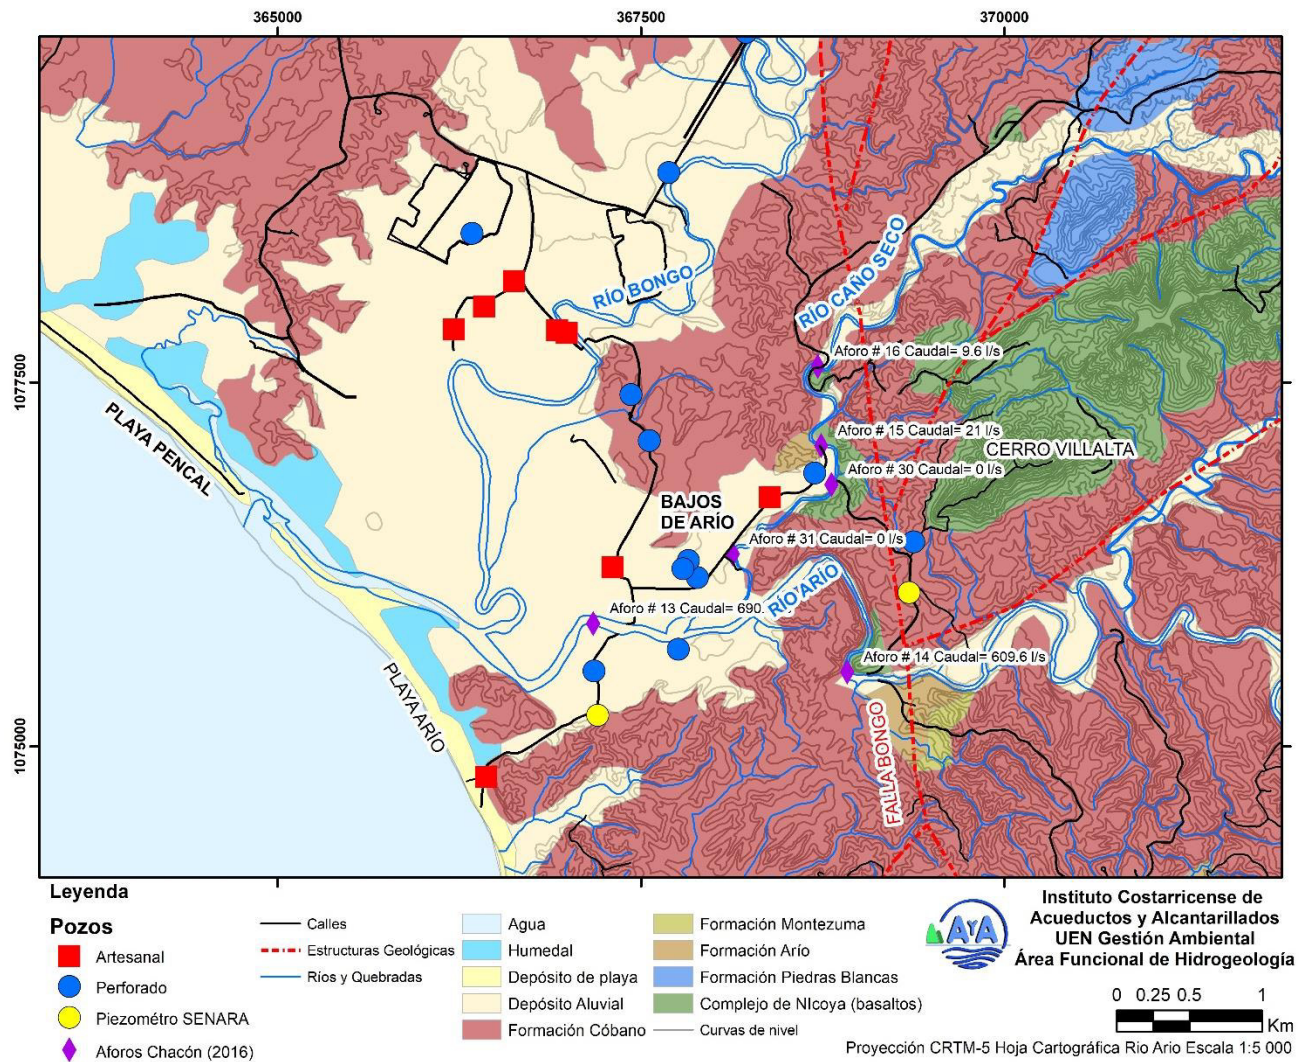 365000
367500
370000
1077500
1075000
RÍO BONGO
RÍO CAÑO SECO
Aforo # 16 Caudal= 9.6 l/s
Aforo # 15 Caudal= 21 l/s
CERRO VILLALTA
Aforo # 30 Caudal= 0 l/s
PLAYA PENCAL
BAJOS
DE ARÍO
Aforo # 31 Caudal= 0 l/s
RÍO ARÍO
Aforo # 13 Caudal= 690.
Aforo # 14 Caudal= 609.6 l/s
PLAYA ARÍO
FALLA BONGO
Leyenda
Pozos
Artesanal
Perforado
Piezométro SENARA
Aforos Chacón (2016)
Calles
Estructuras Geológicas
Ríos y Quebradas
Agua
Humedal
Depósito de playa
Depósito Aluvial
Formación Cóbano
Formación Montezuma
Formación Arío
Formación Piedras Blancas
Complejo de NIcoya (basaltos)
Curvas de nivel
AyA
Instituto Costarricense de
Acueductos y Alcantarillados
UEN Gestión Ambiental
Área Funcional de Hidrogeología
0 0.25 0.5 1
Km
Proyección CRTM-5 Hoja Cartográfica Rio Ario Escala 1:5 000